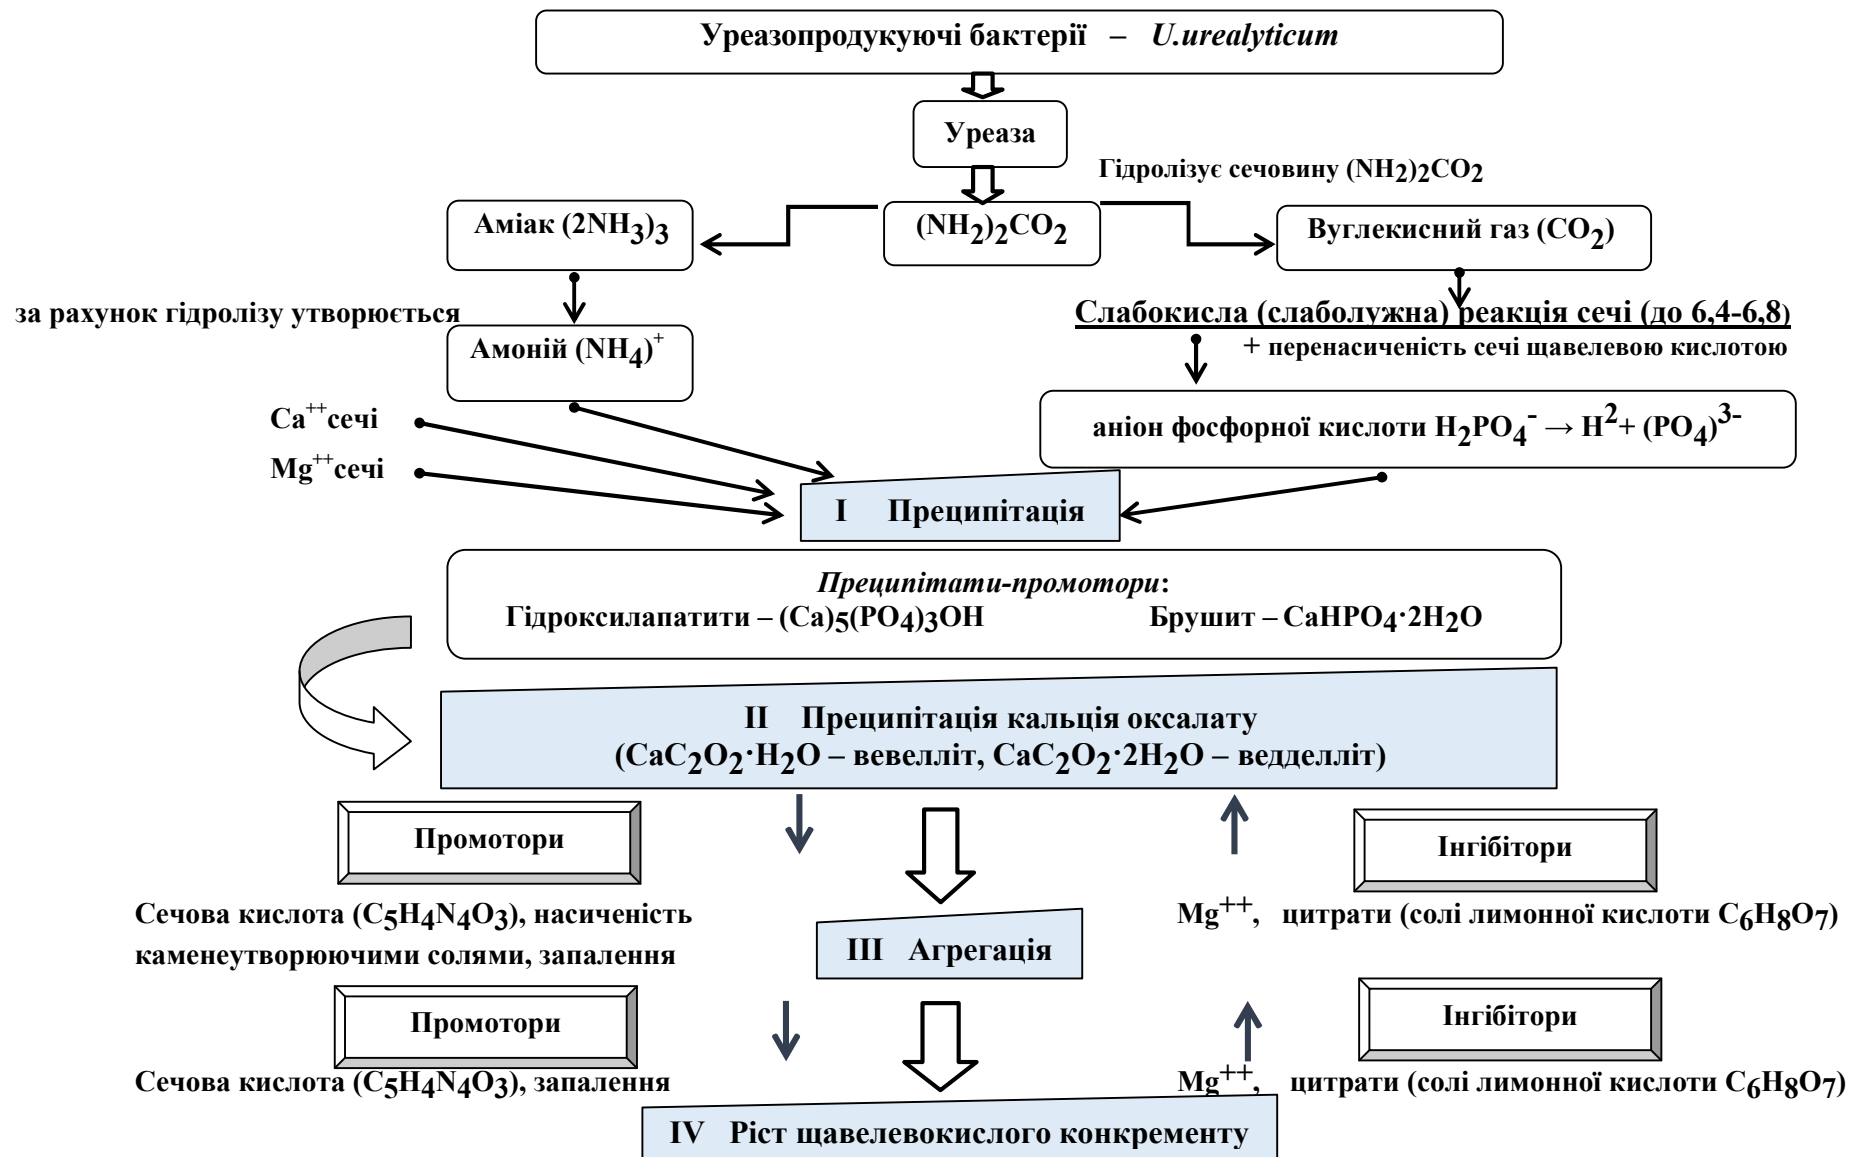 Уреазопродукуючі бактерії – U.urealyticum
Уреаза
Гідролізує сечовину (NH2)2CO2
Аміак (2NH3)3
(NH2)2CO2
Вуглекисний газ (CO2)
за рахунок гідролізу утворюється
Слабокисла (слаболужна) реакція сечі (до 6,4-6,8)
+ перенасиченість сечі щавелевою кислотою
Амоній (NH4)+
Ca++сечі
аніон фосфорної кислоти H2PO4- → H2+ (PO4)3-
Mg++сечі
I Преципітація
Преципітати-промотори:
Гідроксилапатити – (Ca)5(PO4)3OH Брушит – CaHPO4·2H2O
II Преципітація кальція оксалату
(CaC2O2·H2O – вевелліт, CaC2O2·2H2O – ведделліт)
Промотори
Інгібітори
Сечова кислота (C5H4N4O3), насиченість
каменеутворюючими солями, запалення
Mg++, цитрати (солі лимонної кислоти C6H8O7)
III Агрегація
Промотори
Інгібітори
Сечова кислота (C5H4N4O3), запалення
Mg++, цитрати (солі лимонної кислоти C6H8O7)
IV Ріст щавелевокислого конкременту